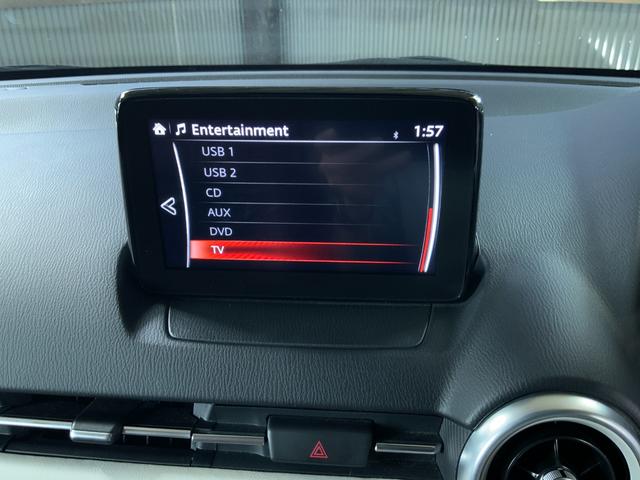 Entertainment 1:57
USB 1
USB 2
CD
AUX
DVD
TV